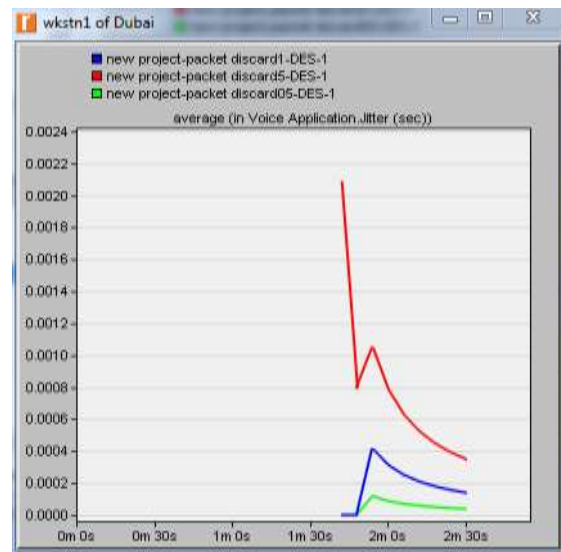 wkstn1 of Dubai
new project-packet discard1-DES-1
new project-packet discard5-DES-1
new project-packet discard05-DES-1
average (in Voice Application.Jitter (sec))
0.0024
0.0022
0.0020
0.0018
0.0016
0.0014
0.0012
0.0010
0.0008
0.0006
0.0004
0.0002
0.0000
0m 0s 0m 30s 1m 0s 1m 30s 2m 0s 2m 30s